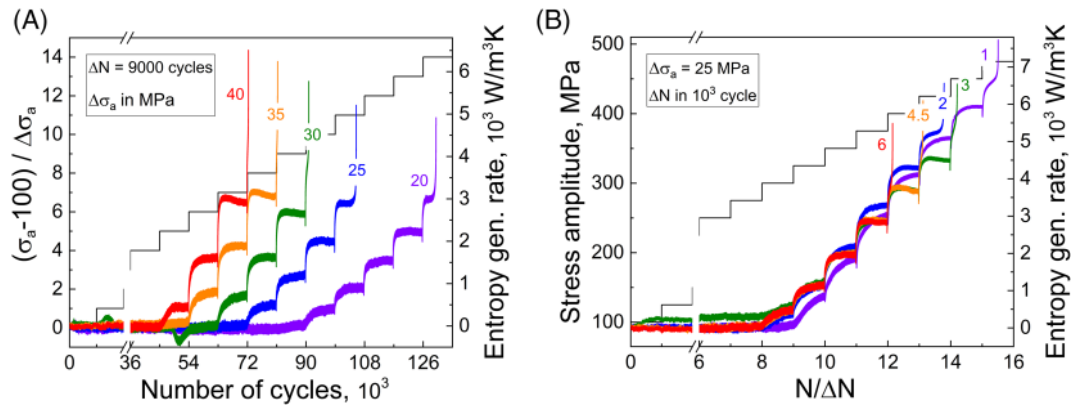 (A)
(σa-100) / Δσa
14
12
10
8
6
4
2
0
ΔN = 9000 cycles
Δσa in MPa
40
35
30
25
20
6
5
4
3
2
1
0
Entropy gen. rate, 10³ W/m³K
0 36 54 72 90 108 126
Number of cycles, 10³
(B)
Stress amplitude, MPa
500
400
300
200
100
Δσa = 25 MPa
ΔN in 10³ cycle
1
2
3
4.5
6
7
6
5
4
3
2
1
0
Entropy gen. rate, 10³ W/m³K
0 6 8 10 12 14 16
N/ΔN